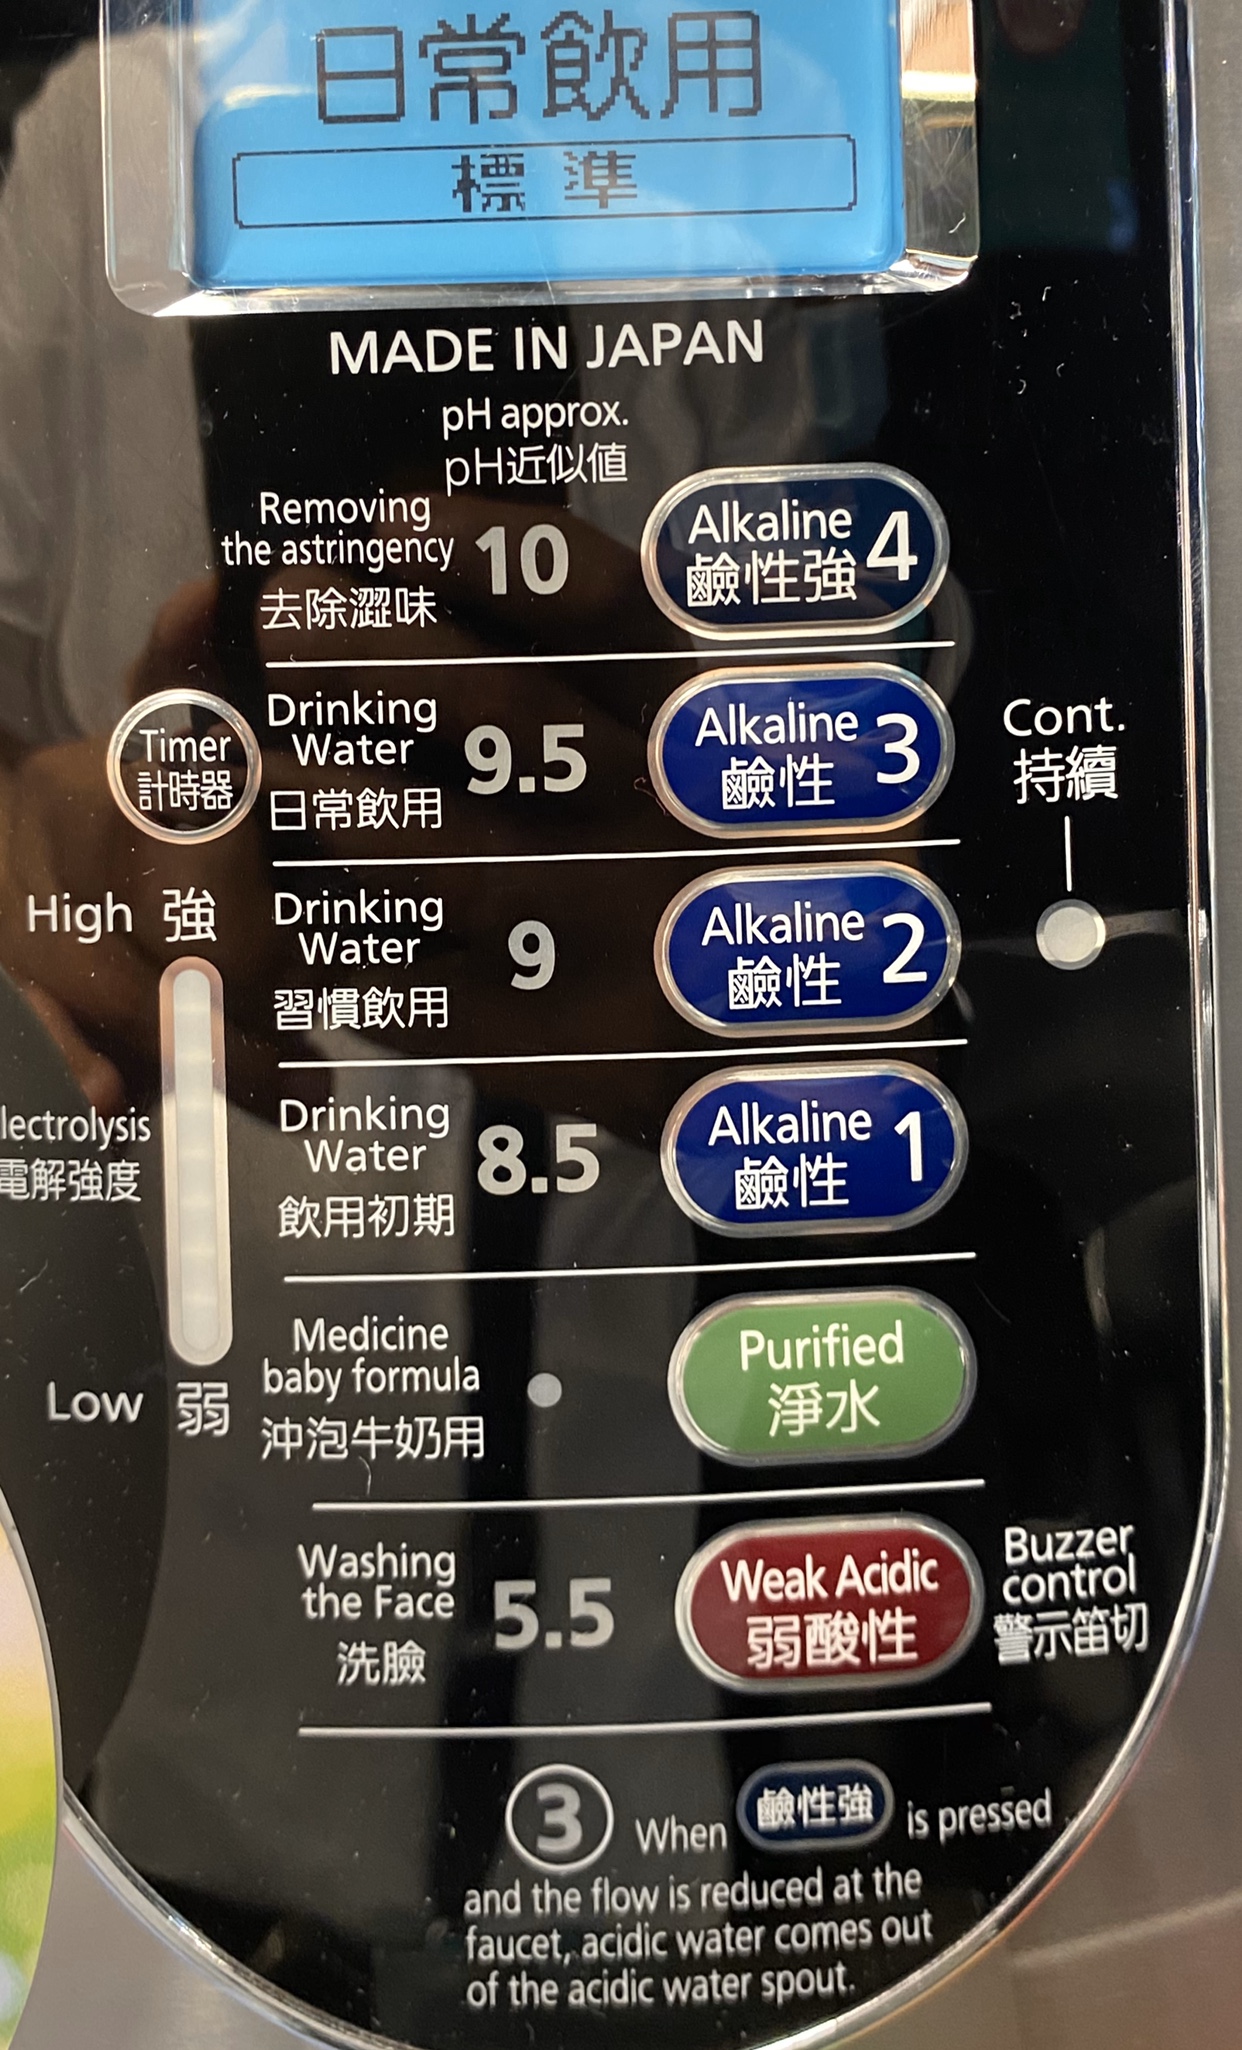 日常飲用
標準
MADE IN JAPAN
pH approx.
pH近似値
Removing
the astringency
去除澀味
10
Alkaline
鹼性強
4
Drinking
Water
日常飲用
9.5
Alkaline
鹼性
3
Timer
計時器
Cont.
持續
High 強
Drinking
Water
習慣飲用
9
Alkaline
鹼性
2
lectrolysis
電解強度
Drinking
Water
飲用初期
8.5
Alkaline
鹼性
1
Low 弱
Medicine
baby formula
沖泡牛奶用
Purified
淨水
Washing
the Face
洗臉
5.5
Weak Acidic
弱酸性
Buzzer
control
警示笛切
3 When 鹼性強 is pressed
and the flow is reduced at the
faucet, acidic water comes out
of the acidic water spout.